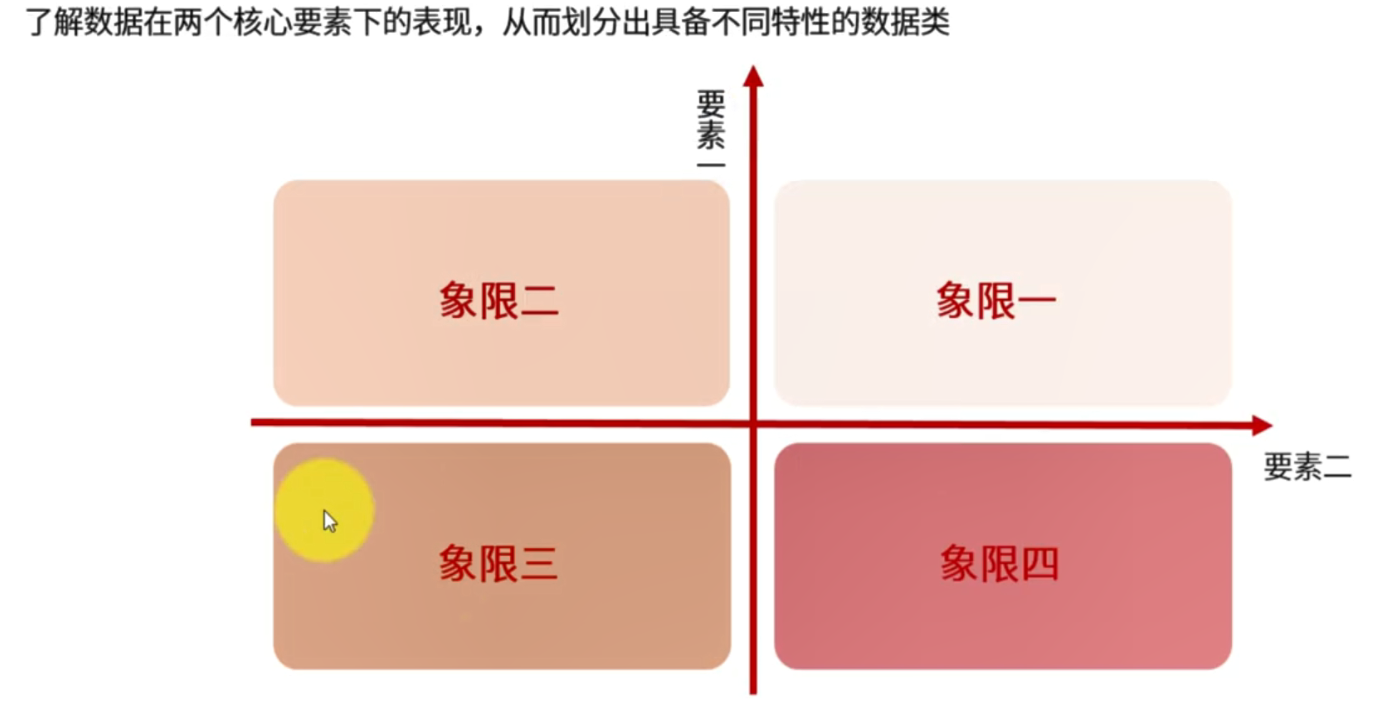 了解数据在两个核心要素下的表现，从而划分出具备不同特性的数据类
要素一
象限二
象限一
要素二
象限三
象限四